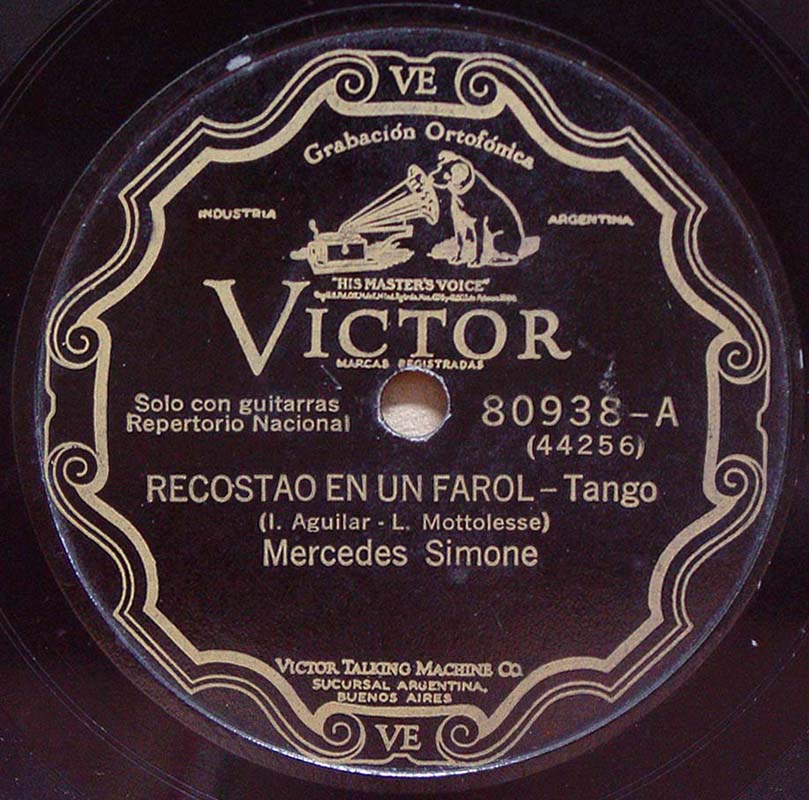 VE
Grabación Ortofónica
INDUSTRIA ARGENTINA
"HIS MASTER'S VOICE"
VICTOR
MARCAS REGISTRADAS
Solo con guitarras
Repertorio Nacional
80938-A
(44256)
RECOSTAO EN UN FAROL – Tango
(I. Aguilar - L. Mottolesse)
Mercedes Simone
VICTOR TALKING MACHINE CO.
SUCURSAL ARGENTINA,
BUENOS AIRES
VE